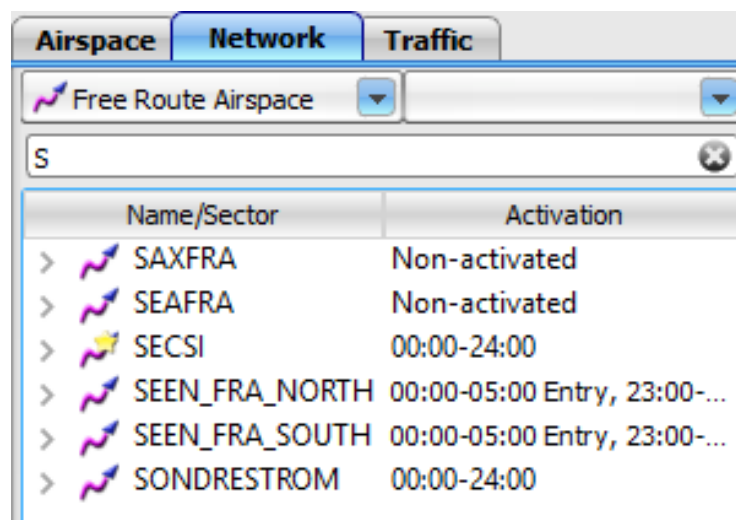 Airspace Network Traffic
Free Route Airspace
S
Name/Sector Activation
SAXFRA Non-activated
SEAFRA Non-activated
SECSI 00:00-24:00
SEEN_FRA_NORTH 00:00-05:00 Entry, 23:00-...
SEEN_FRA_SOUTH 00:00-05:00 Entry, 23:00-...
SONDRESTROM 00:00-24:00